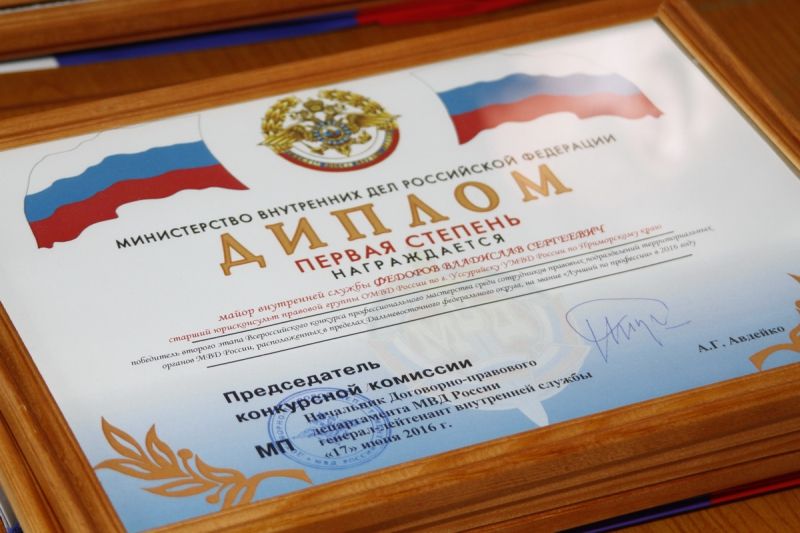 МИНИСТЕРСТВО ВНУТРЕННИХ ДЕЛ РОССИЙСКОЙ ФЕДЕРАЦИИ
ДИПЛОМ
ПЕРВАЯ СТЕПЕНЬ
НАГРАЖДАЕТСЯ
майор внутренней службы ФЕДОРОВ ВЛАДИСЛАВ СЕРГЕЕВИЧ
старший юрисконсульт правовой группы ОМВД России по г. Уссурийску УМВД России по Приморскому краю
победитель второго этапа Всероссийского конкурса профессионального мастерства среди сотрудников правовых подразделений территориальных
органов МВД России, расположенных в пределах Дальневосточного федерального округа, на звание «Лучший по профессии» в 2016 году
Председатель
конкурсной комиссии
Начальник Договорно-правового
департамента МВД России
генерал-лейтенант внутренней службы
МП
«17» июня 2016 г.
А.Г. Авдейко